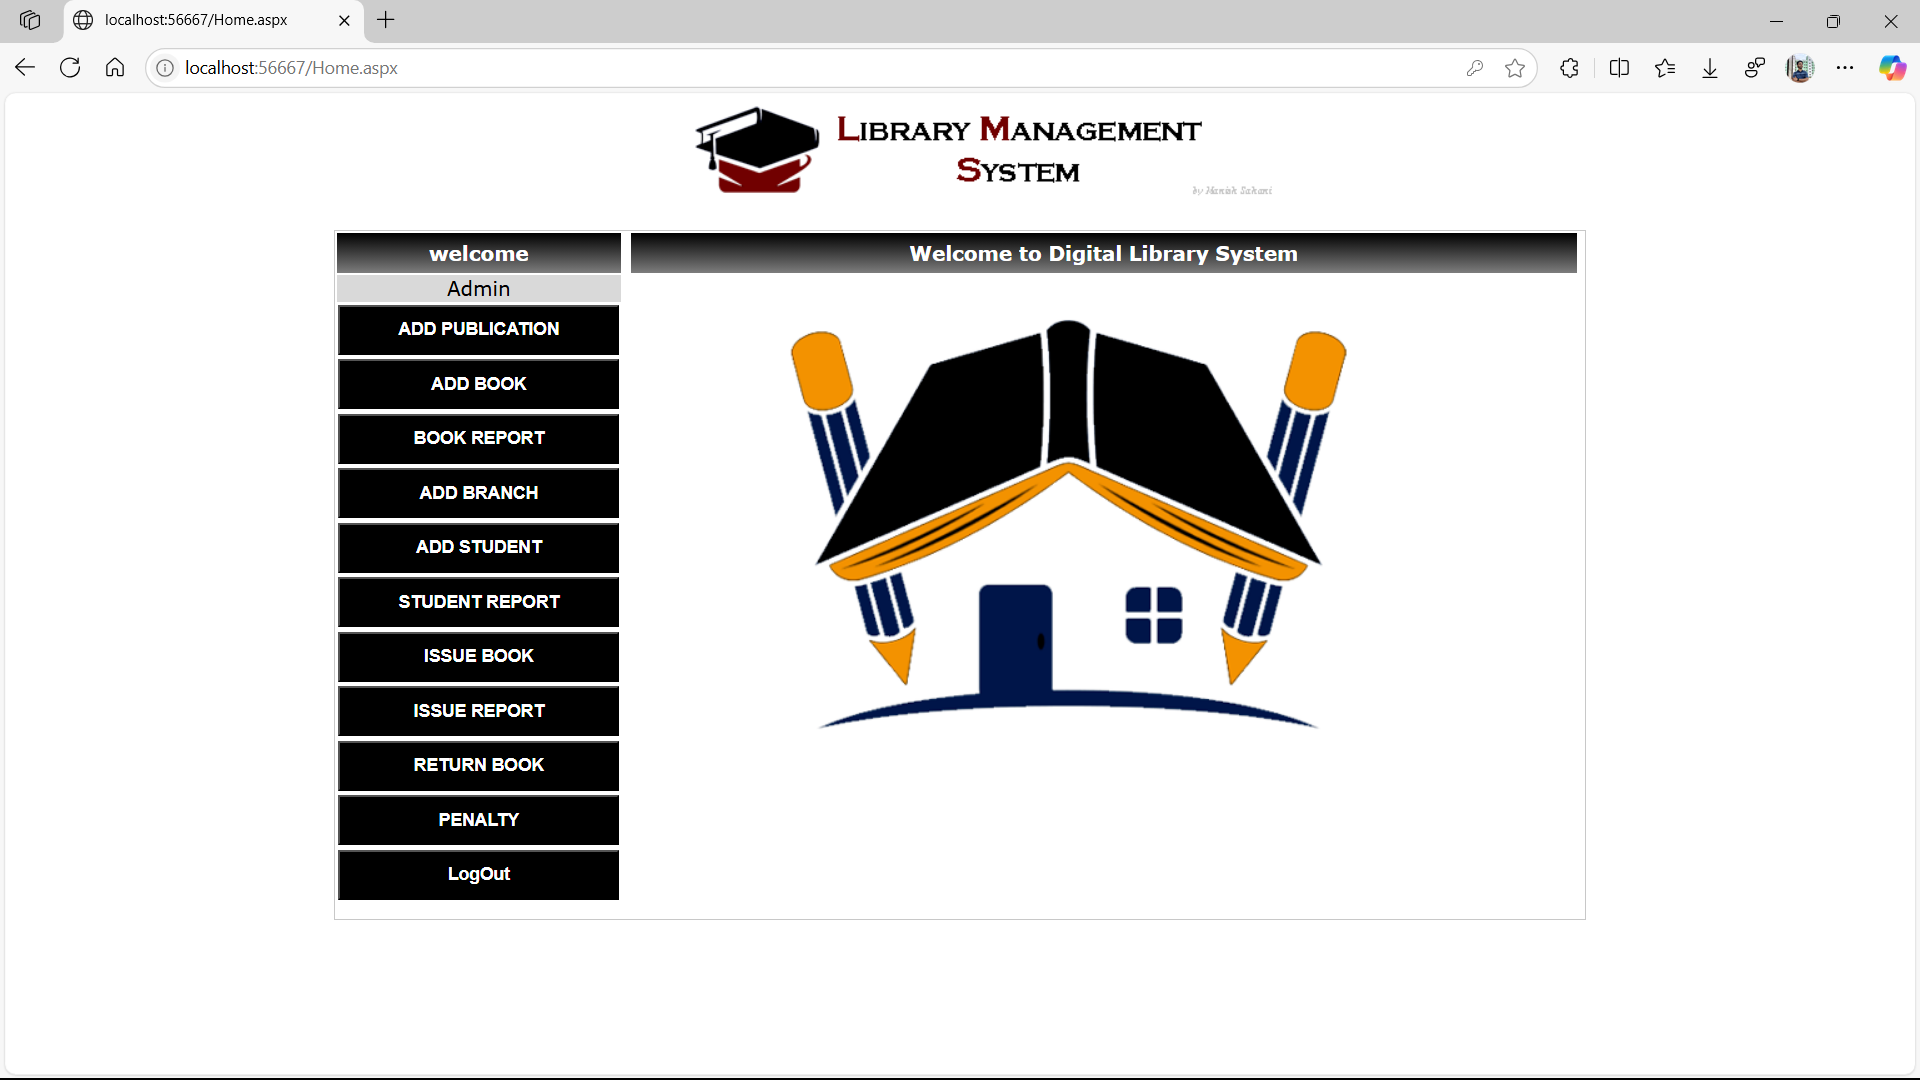 localhost:56667/Home.aspx
localhost:56667/Home.aspx
LIBRARY MANAGEMENT
SYSTEM
by Manish Sahani
welcome
Welcome to Digital Library System
Admin
ADD PUBLICATION
ADD BOOK
BOOK REPORT
ADD BRANCH
ADD STUDENT
STUDENT REPORT
ISSUE BOOK
ISSUE REPORT
RETURN BOOK
PENALTY
LogOut